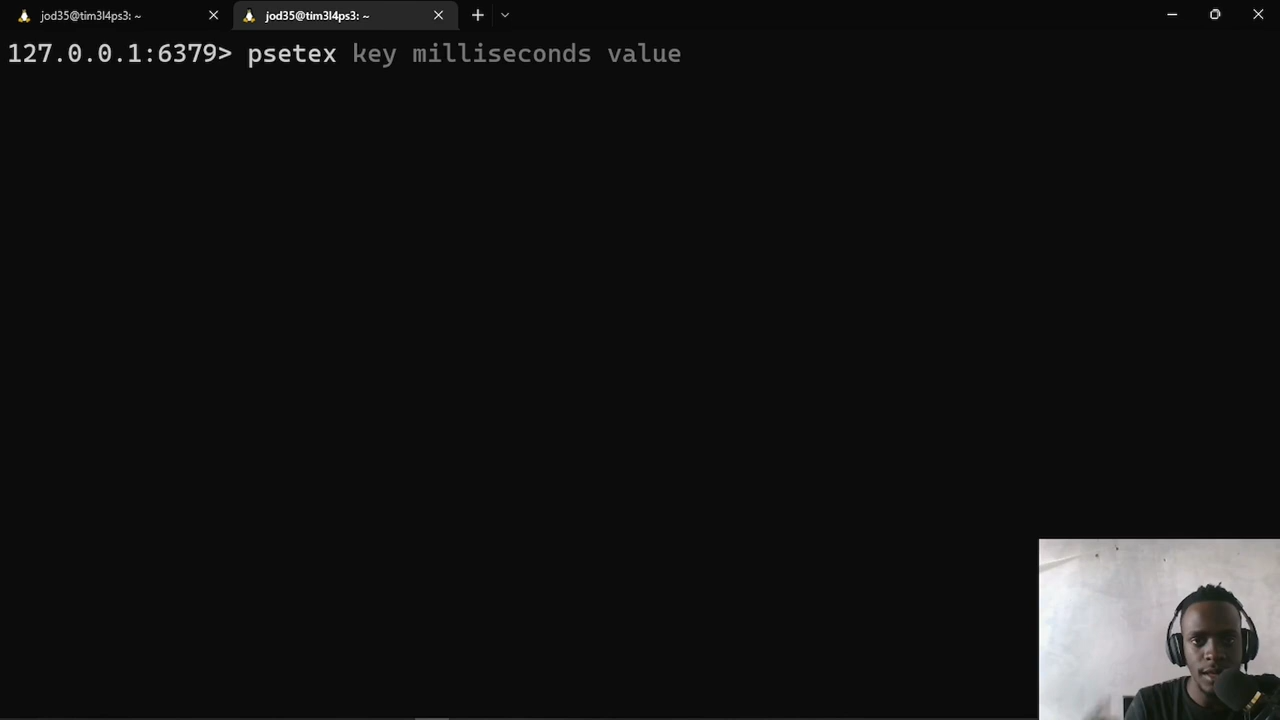 jod35@tim3l4ps3: ~
jod35@tim3l4ps3: ~
127.0.0.1:6379> psetex key milliseconds value